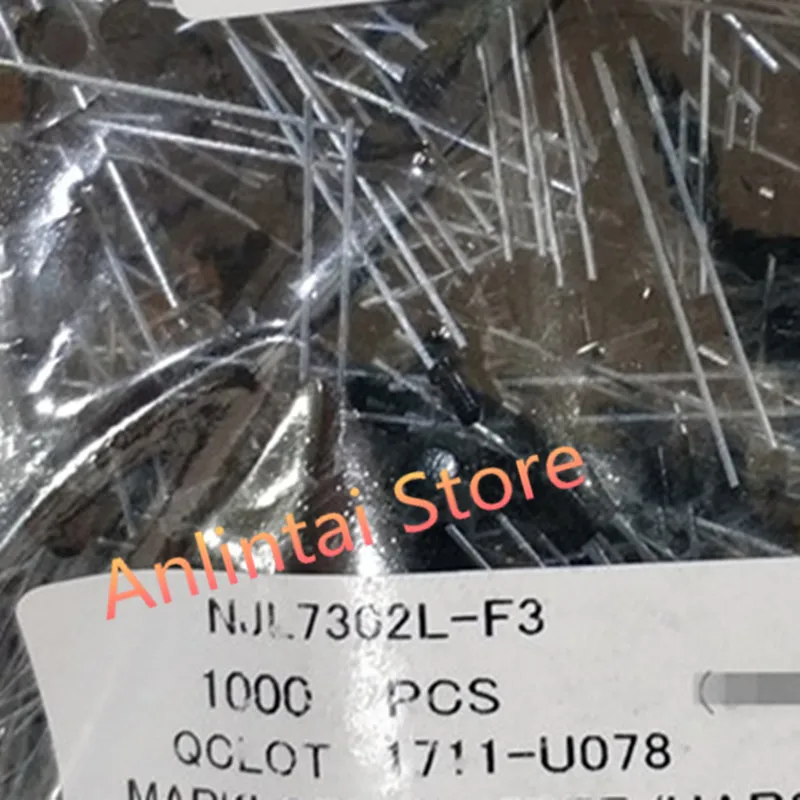 Anlintai Store
NJL7302L-F3
1000 PCS
QCLOT 1711-U078